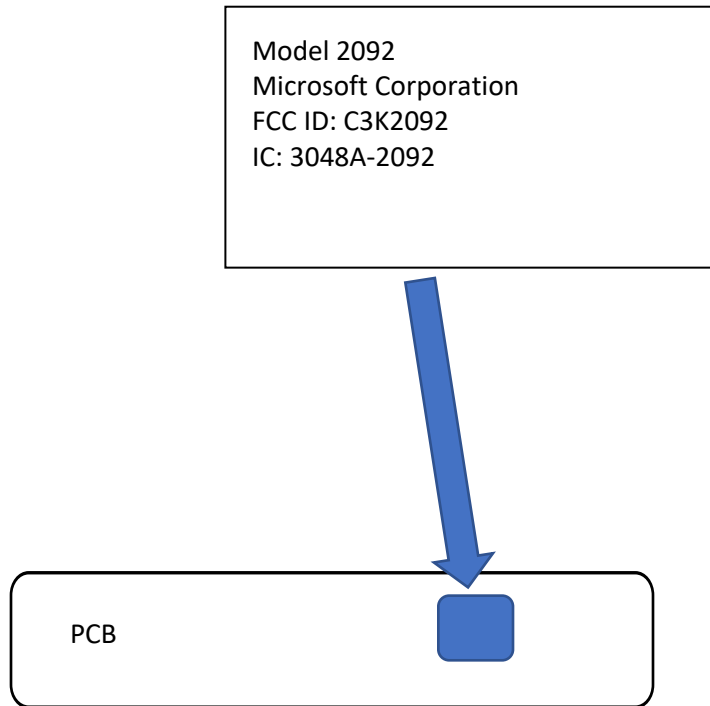 Model 2092
Microsoft Corporation
FCC ID: C3K2092
IC: 3048A-2092
PCB